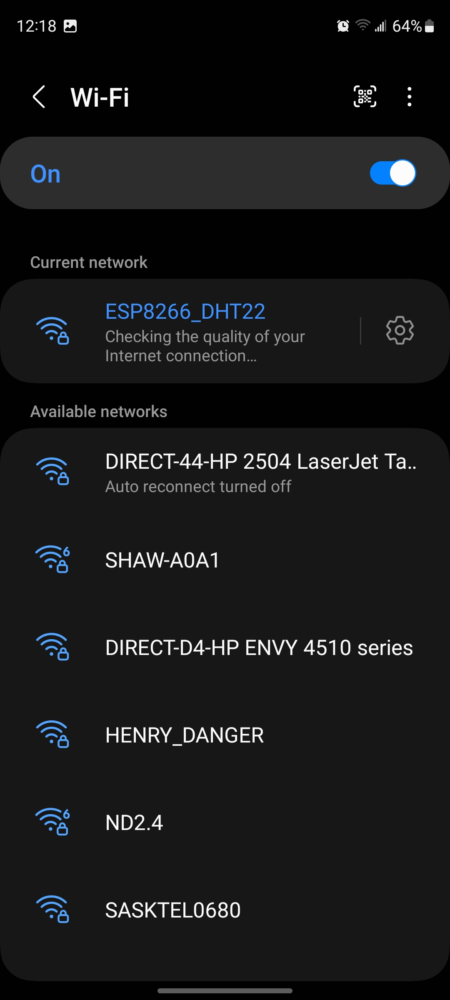 12:18
64%
Wi-Fi
On
Current network
ESP8266_DHT22
Checking the quality of your
Internet connection...
Available networks
DIRECT-44-HP 2504 LaserJet Ta..
Auto reconnect turned off
6
SHAW-A0A1
DIRECT-D4-HP ENVY 4510 series
HENRY_DANGER
6
ND2.4
SASKTEL0680